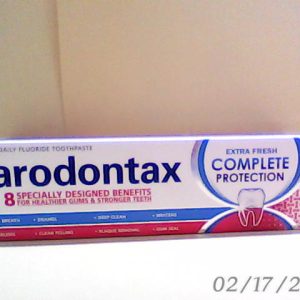 DAILY FLUORIDE TOOTHPASTE
arodontax
8 SPECIALLY DESIGNED BENEFITS
FOR HEALTHIER GUMS & STRONGER TEETH
BREATH • ENAMEL • DEEP CLEAN • WHITENS
CLEAN FEELING • PLAQUE REMOVAL • GUM SEAL
EXTRA FRESH
COMPLETE
PROTECTION
02/17/2